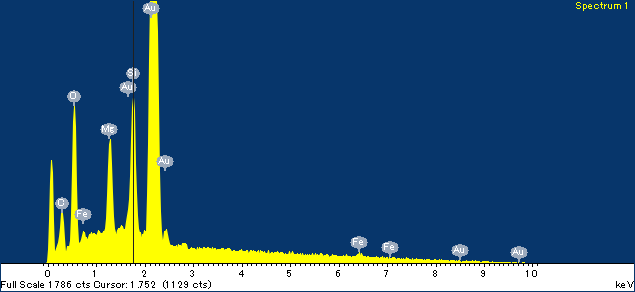 Spectrum 1
Au
Si
Au
O
Mg
Au
O
Fe
Fe
Fe
Au
Au
0 1 2 3 4 5 6 7 8 9 10
Full Scale 1786 cts Cursor: 1.752 (1129 cts) keV